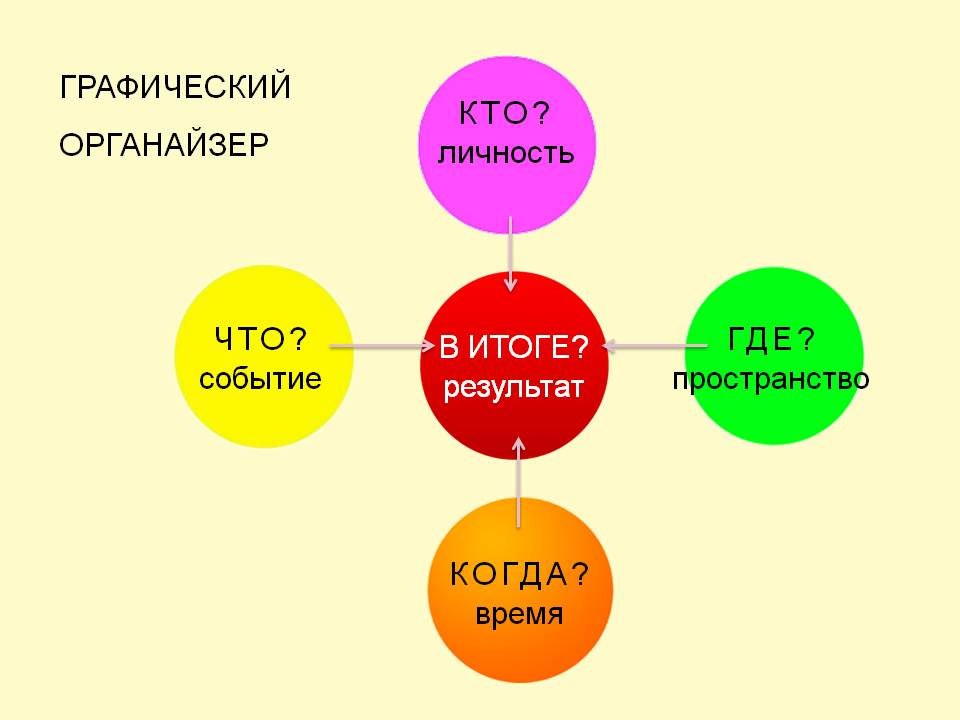 ГРАФИЧЕСКИЙ
ОРГАНАЙЗЕР
КТО?
личность
ЧТО?
событие
В ИТОГЕ?
результат
ГДЕ?
пространство
КОГДА?
время